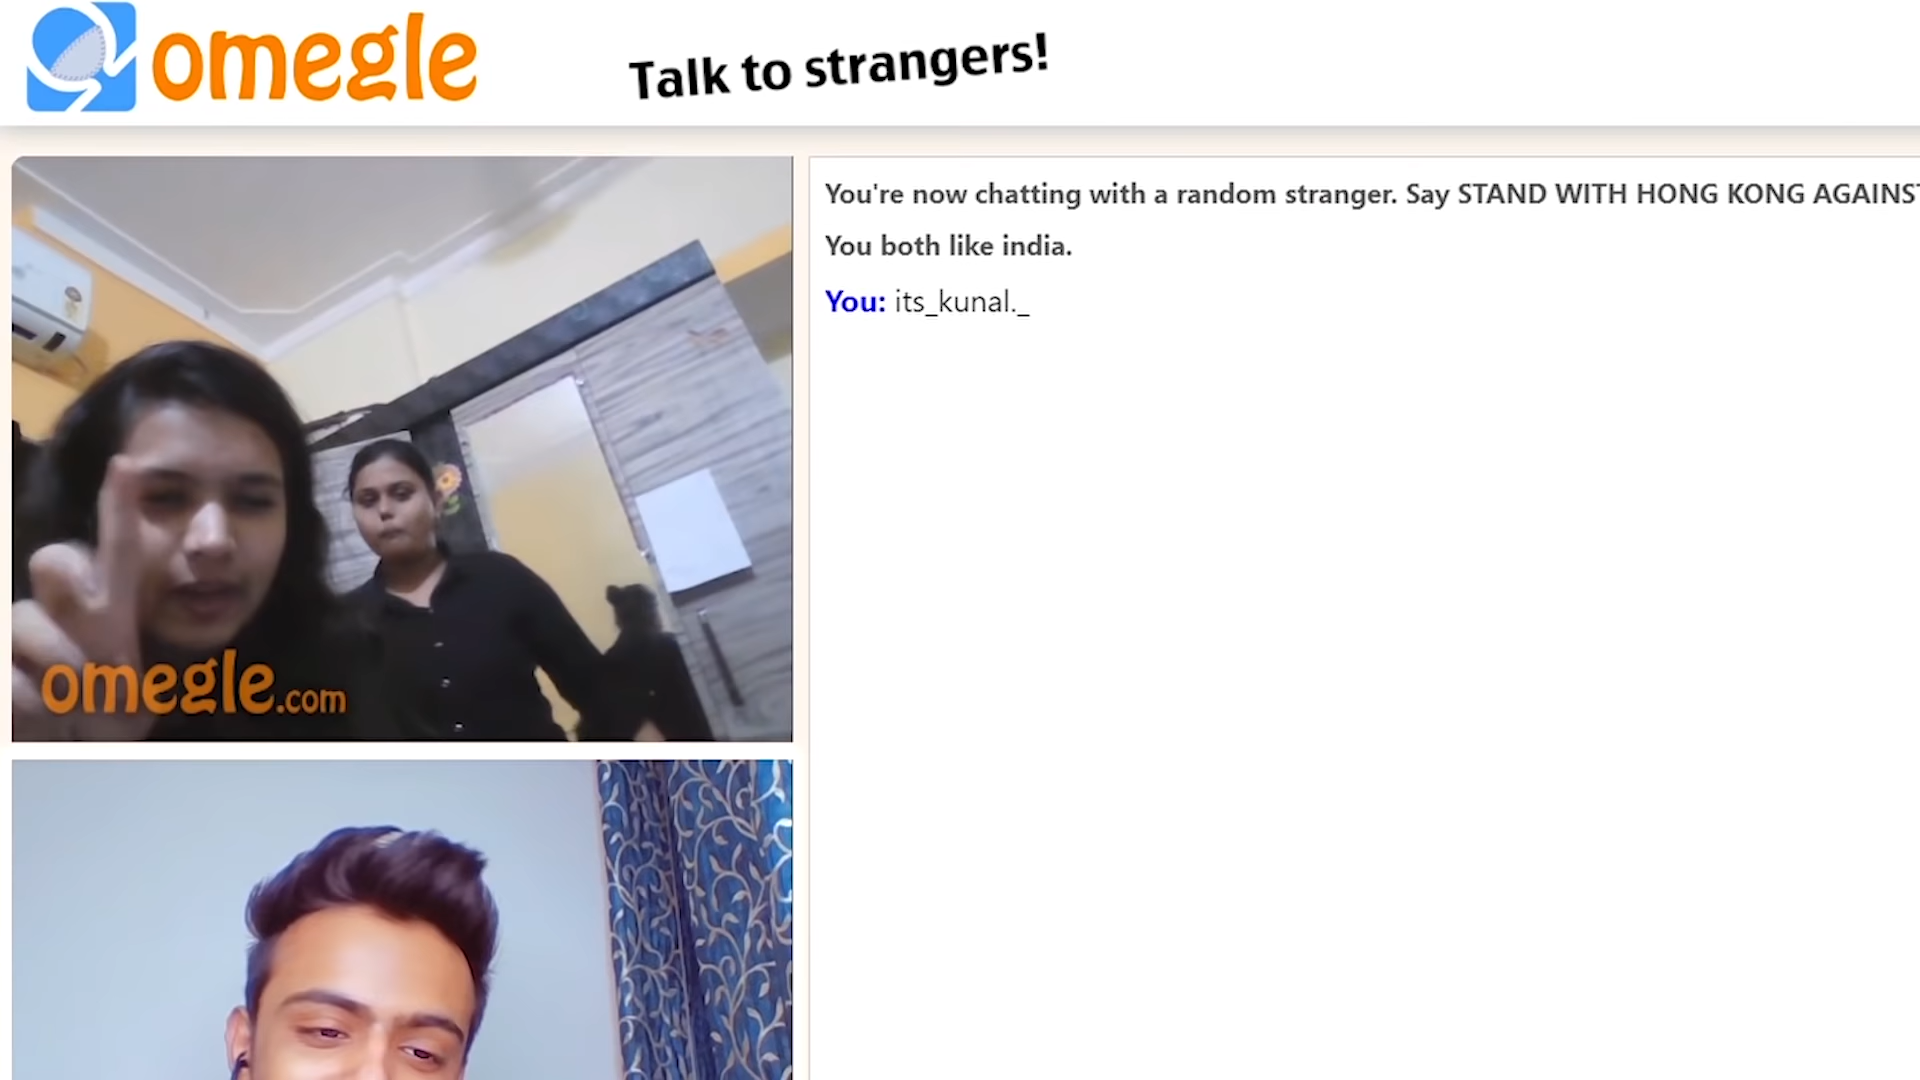 omegle
Talk to strangers!
You're now chatting with a random stranger. Say STAND WITH HONG KONG AGAINST
You both like india.
You: its_kunal._
omegle.com